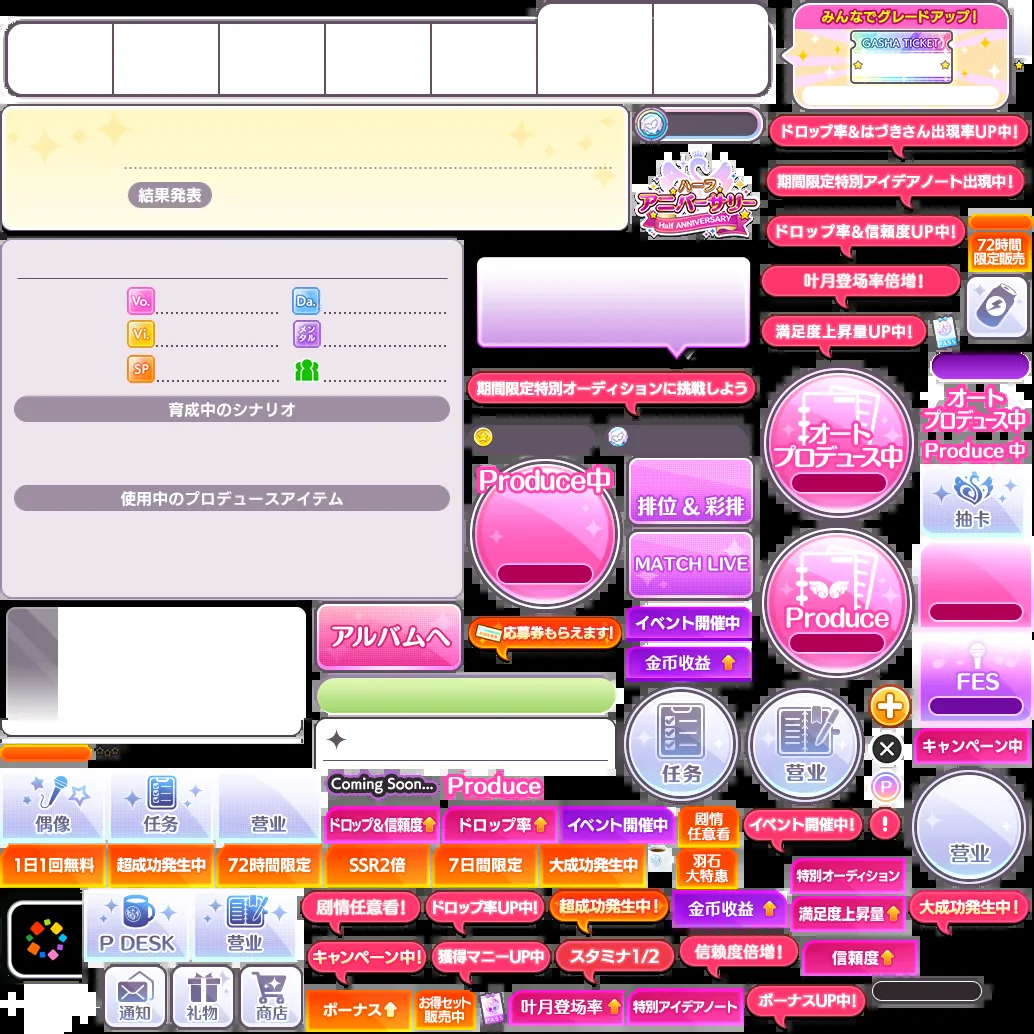 みんなでグレードアップ!
GASHA TICKET
ドロップ率&はづきさん出現率UP中!
結果発表
ハーフ
アニバーサリー
Half ANNIVERSARY
期間限定特別アイデアノート出現中!
ドロップ率&信頼度UP中!
72時間
限定販売
叶月登场率倍増!
満足度上昇量UP中!
PASS
Vo.
Da.
Vi.
メン
タル
SP
育成中のシナリオ
使用中のプロデュースアイテム
期間限定特別オーディションに挑戦しよう
オート
プロデュース中
オート
プロデュース中
Produce 中
Produce中
排位 & 彩排
抽卡
MATCH LIVE
Produce
イベント開催中
金币收益
アルバムへ
応募券もらえます!
FES
キャンペーン中
任务
营业
P
Coming Soon...
Produce
偶像
任务
营业
ドロップ&信頼度
ドロップ率
イベント開催中
剧情
任意看
イベント開催中!
!
营业
1日1回無料
超成功発生中
72時間限定
SSR2倍
7日間限定
大成功発生中
羽石
大特惠
特別オーディション
P DESK
营业
剧情任意看!
ドロップ率UP中!
超成功発生中!
金币收益
満足度上昇量
大成功発生中!
キャンペーン中!
獲得マニーUP中
スタミナ1/2
信赖度倍增!
信頼度
通知
礼物
商店
ボーナス
お得セット
販売中
PASS
叶月登场率
特別アイデアノート
ボーナスUP中!